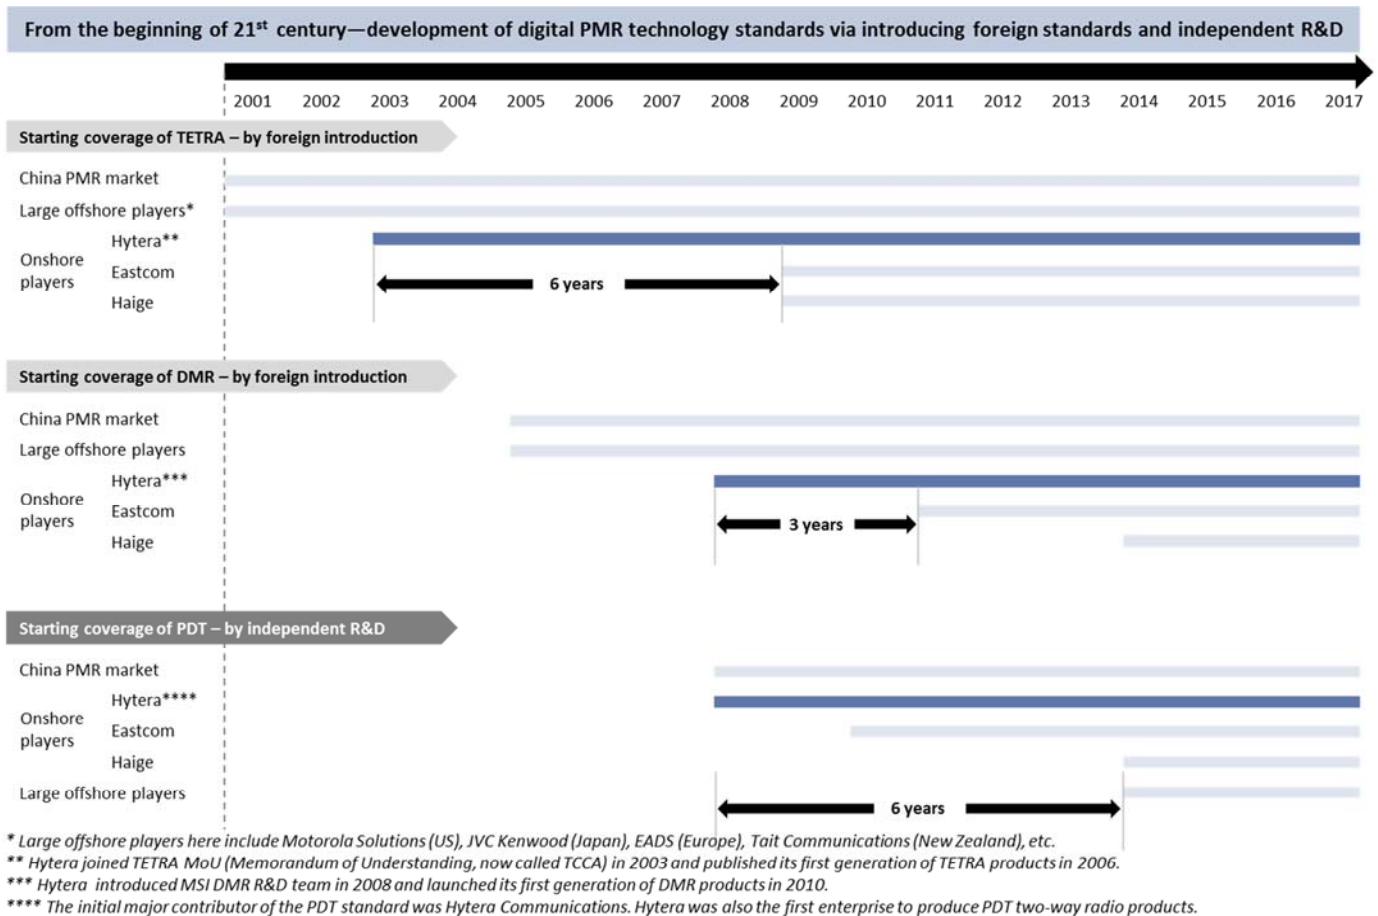 From the beginning of 21st century—development of digital PMR technology standards via introducing foreign standards and independent R&D
2001 2002 2003 2004 2005 2006 2007 2008 2009 2010 2011 2012 2013 2014 2015 2016 2017
Starting coverage of TETRA – by foreign introduction
China PMR market
Large offshore players*
Onshore players
Hytera**
Eastcom
Haige
6 years
Starting coverage of DMR – by foreign introduction
China PMR market
Large offshore players
Onshore players
Hytera***
Eastcom
Haige
3 years
Starting coverage of PDT – by independent R&D
China PMR market
Onshore players
Hytera****
Eastcom
Haige
Large offshore players
6 years
* Large offshore players here include Motorola Solutions (US), JVC Kenwood (Japan), EADS (Europe), Tait Communications (New Zealand), etc.
** Hytera joined TETRA MoU (Memorandum of Understanding, now called TCCA) in 2003 and published its first generation of TETRA products in 2006.
*** Hytera introduced MSI DMR R&D team in 2008 and launched its first generation of DMR products in 2010.
**** The initial major contributor of the PDT standard was Hytera Communications. Hytera was also the first enterprise to produce PDT two-way radio products.